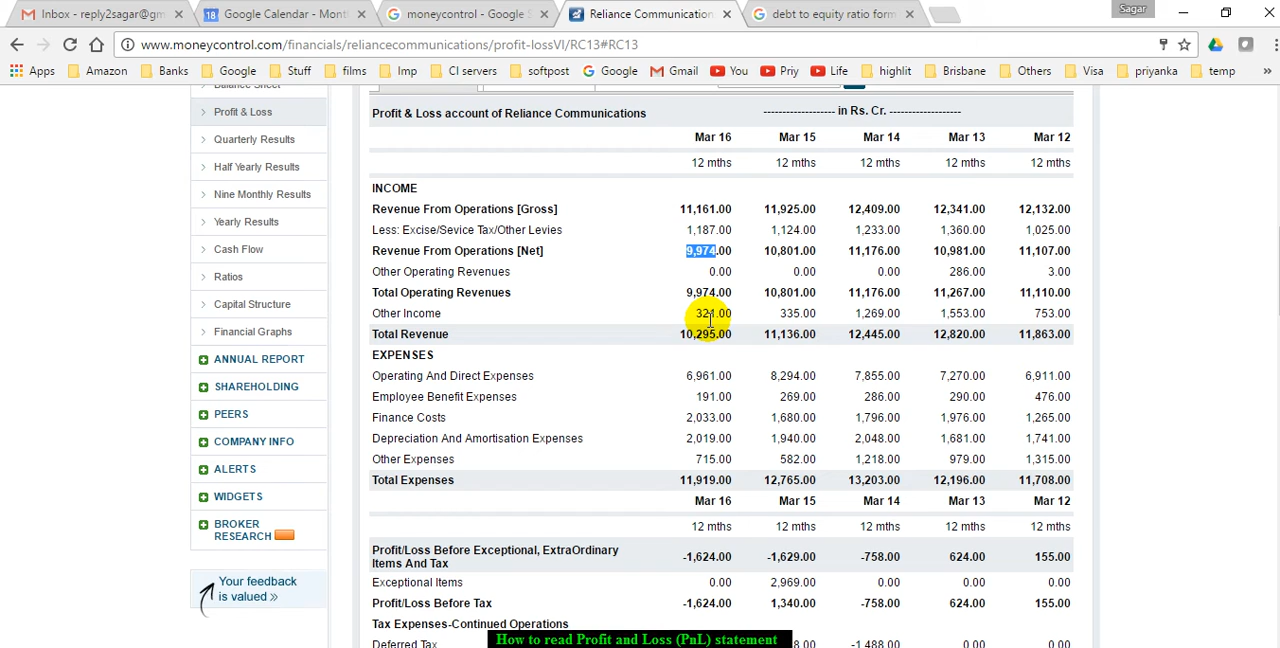 Inbox - reply2sagar@gm
Google Calendar - Mont
moneycontrol - Google S
Reliance Communication
debt to equity ratio form
Sagar
www.moneycontrol.com/financials/reliancecommunications/profit-lossVI/RC13#RC13
Apps Amazon Banks Google Stuff films Imp CI servers softpost Google Gmail You Priy Life highlit Brisbane Others Visa priyanka temp »
Balance Sheet
Profit & Loss
Quarterly Results
Half Yearly Results
Nine Monthly Results
Yearly Results
Cash Flow
Ratios
Capital Structure
Financial Graphs
ANNUAL REPORT
SHAREHOLDING
PEERS
COMPANY INFO
ALERTS
WIDGETS
BROKER
RESEARCH
Your feedback
is valued »
Profit & Loss account of Reliance Communications ------------------- in Rs. Cr. -------------------
Mar 16 Mar 15 Mar 14 Mar 13 Mar 12
12 mths 12 mths 12 mths 12 mths 12 mths
INCOME
Revenue From Operations [Gross] 11,161.00 11,925.00 12,409.00 12,341.00 12,132.00
Less: Excise/Sevice Tax/Other Levies 1,187.00 1,124.00 1,233.00 1,360.00 1,025.00
Revenue From Operations [Net] 9,974.00 10,801.00 11,176.00 10,981.00 11,107.00
Other Operating Revenues 0.00 0.00 0.00 286.00 3.00
Total Operating Revenues 9,974.00 10,801.00 11,176.00 11,267.00 11,110.00
Other Income 321.00 335.00 1,269.00 1,553.00 753.00
Total Revenue 10,295.00 11,136.00 12,445.00 12,820.00 11,863.00
EXPENSES
Operating And Direct Expenses 6,961.00 8,294.00 7,855.00 7,270.00 6,911.00
Employee Benefit Expenses 191.00 269.00 286.00 290.00 476.00
Finance Costs 2,033.00 1,680.00 1,796.00 1,976.00 1,265.00
Depreciation And Amortisation Expenses 2,019.00 1,940.00 2,048.00 1,681.00 1,741.00
Other Expenses 715.00 582.00 1,218.00 979.00 1,315.00
Total Expenses 11,919.00 12,765.00 13,203.00 12,196.00 11,708.00
Mar 16 Mar 15 Mar 14 Mar 13 Mar 12
12 mths 12 mths 12 mths 12 mths 12 mths
Profit/Loss Before Exceptional, ExtraOrdinary
Items And Tax -1,624.00 -1,629.00 -758.00 624.00 155.00
Exceptional Items 0.00 2,969.00 0.00 0.00 0.00
Profit/Loss Before Tax -1,624.00 1,340.00 -758.00 624.00 155.00
Tax Expenses-Continued Operations
Deferred Tax 8.00 -1,488.00 0.00 0.00
How to read Profit and Loss (PnL) statement